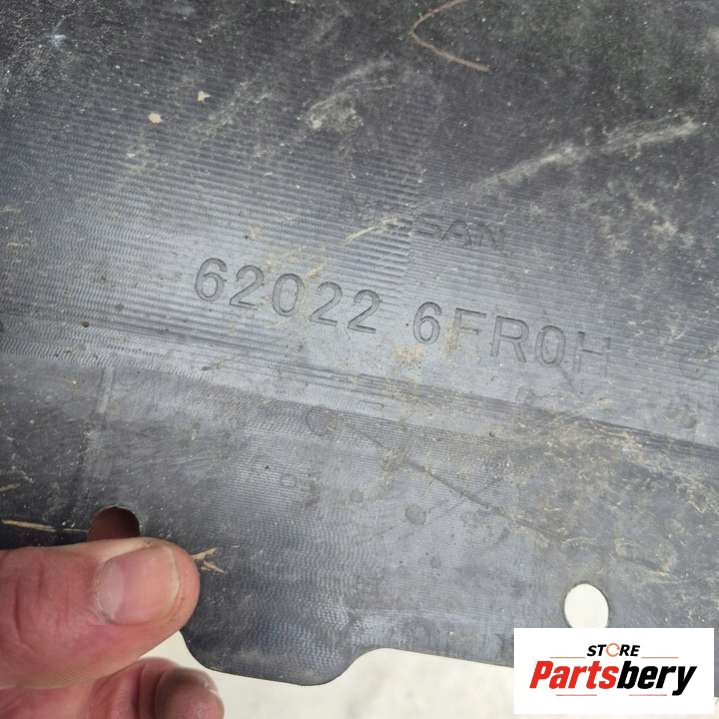 NISSAN
62022 6FR0H
STORE
Partsbery